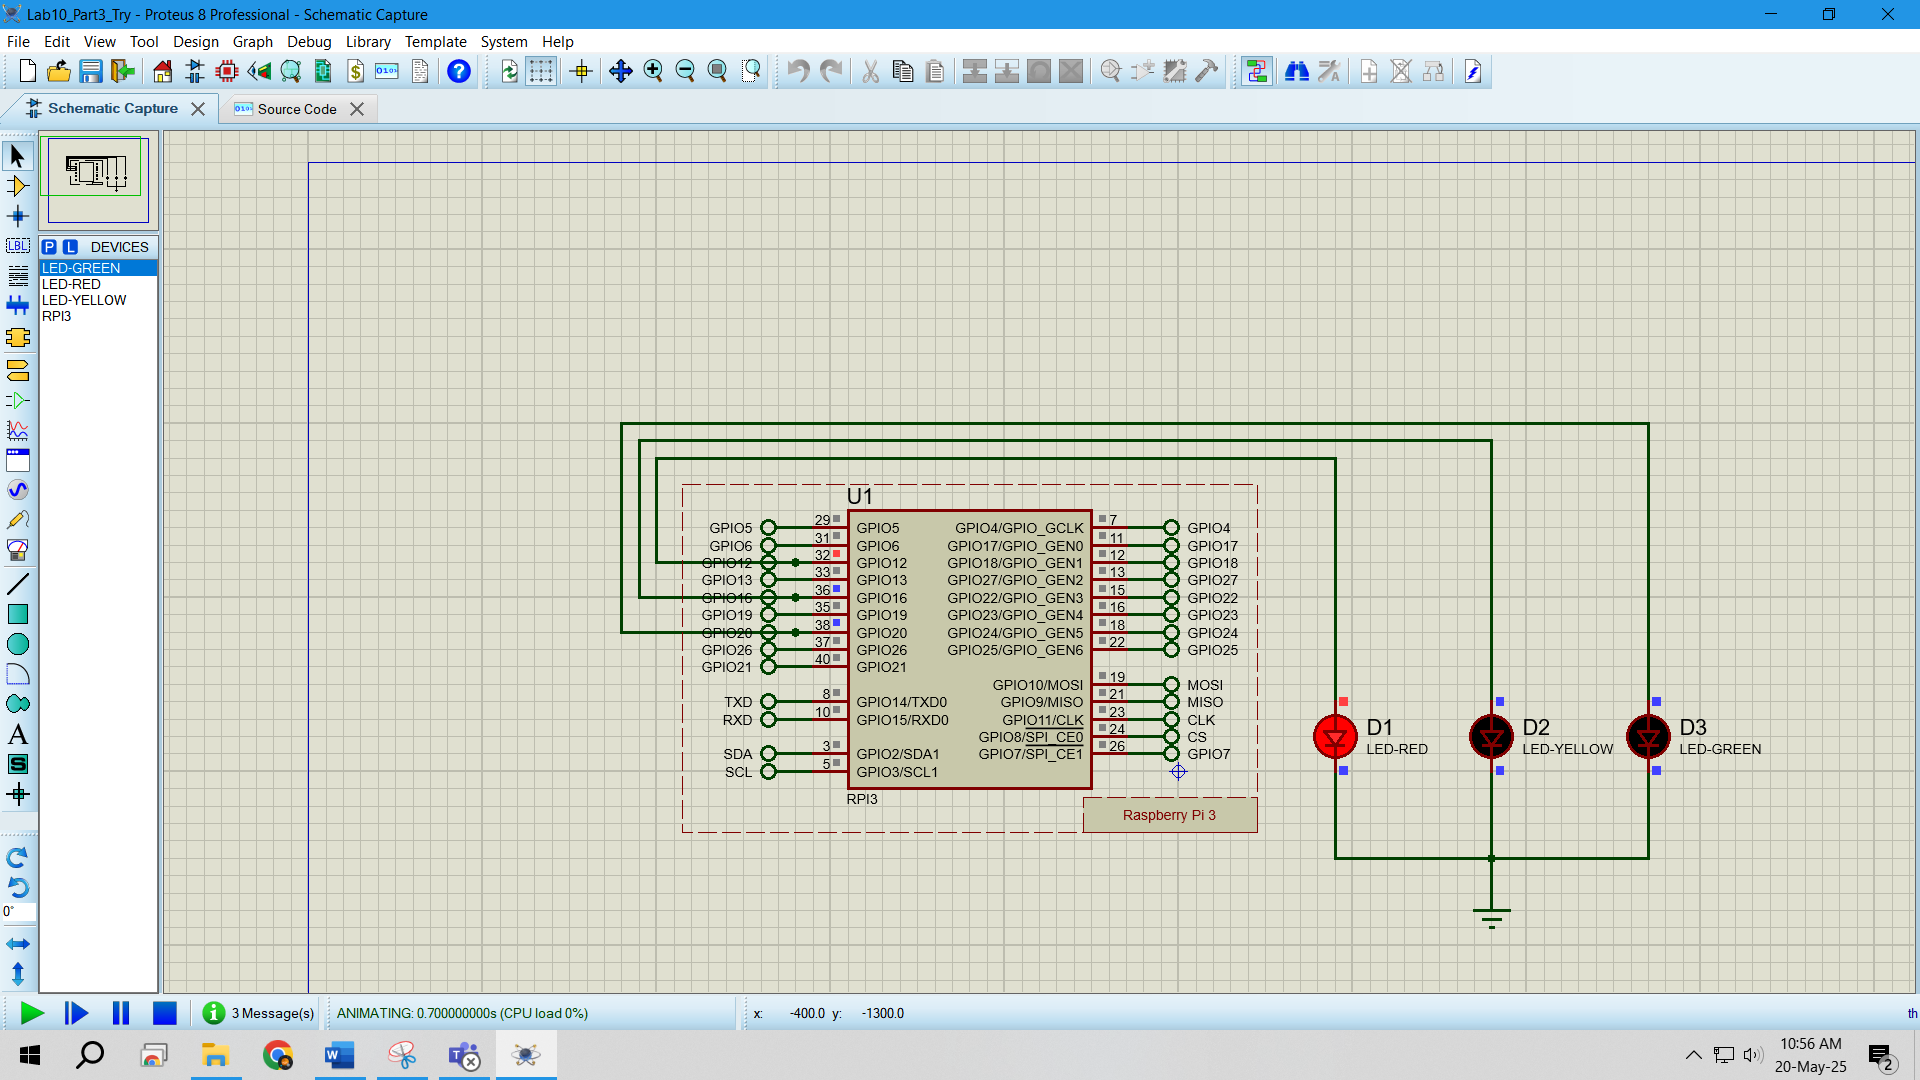 Lab10_Part3_Try - Proteus 8 Professional - Schematic Capture
File Edit View Tool Design Graph Debug Library Template System Help
Schematic Capture
Source Code
P L DEVICES
LED-GREEN
LED-RED
LED-YELLOW
RPI3
LBL
A
S
0°
U1
GPIO5 29 GPIO5 GPIO4/GPIO_GCLK 7 GPIO4
GPIO6 31 GPIO6 GPIO17/GPIO_GEN0 11 GPIO17
GPIO12 32 GPIO12 GPIO18/GPIO_GEN1 12 GPIO18
GPIO13 33 GPIO13 GPIO27/GPIO_GEN2 13 GPIO27
GPIO16 36 GPIO16 GPIO22/GPIO_GEN3 15 GPIO22
GPIO19 35 GPIO19 GPIO23/GPIO_GEN4 16 GPIO23
GPIO20 38 GPIO20 GPIO24/GPIO_GEN5 18 GPIO24
GPIO26 37 GPIO26 GPIO25/GPIO_GEN6 22 GPIO25
GPIO21 40 GPIO21
GPIO10/MOSI 19 MOSI
TXD 8 GPIO14/TXD0 GPIO9/MISO 21 MISO
RXD 10 GPIO15/RXD0 GPIO11/CLK 23 CLK
GPIO8/SPI_CE0 24 CS
SDA 3 GPIO2/SDA1 GPIO7/SPI_CE1 26 GPIO7
SCL 5 GPIO3/SCL1
RPI3
Raspberry Pi 3
D1
LED-RED
D2
LED-YELLOW
D3
LED-GREEN
3 Message(s) ANIMATING: 0.700000000s (CPU load 0%) x: -400.0 y: -1300.0 th
10:56 AM
20-May-25
2